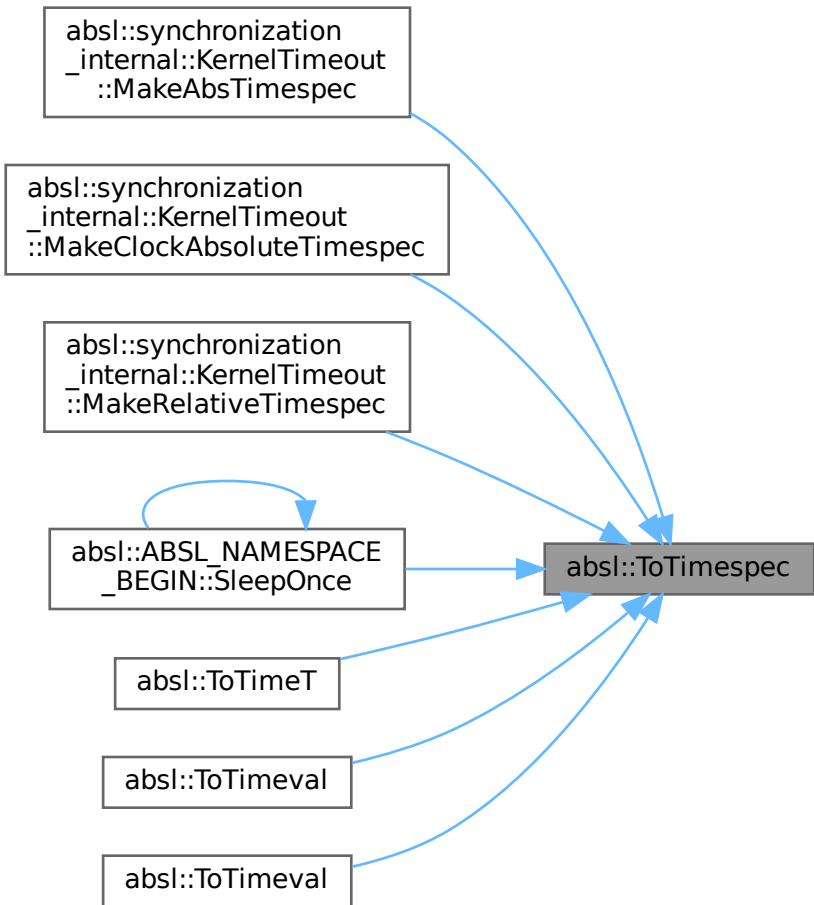 absl::synchronization
_internal::KernelTimeout
::MakeAbsTimespec
absl::synchronization
_internal::KernelTimeout
::MakeClockAbsoluteTimespec
absl::synchronization
_internal::KernelTimeout
::MakeRelativeTimespec
absl::ABSL_NAMESPACE
_BEGIN::SleepOnce
absl::ToTimespec
absl::ToTimeT
absl::ToTimeval
absl::ToTimeval